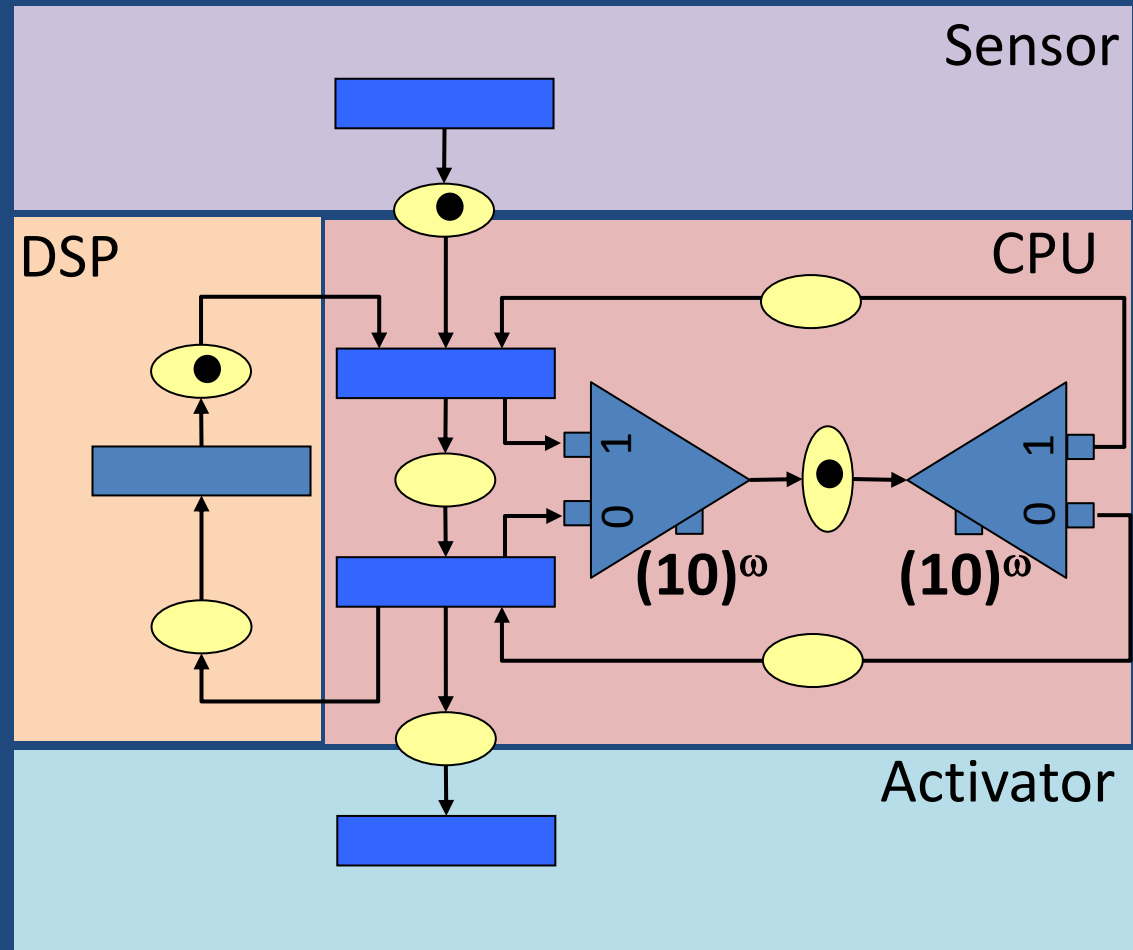 Sensor
DSP
CPU
1
0
1
0
(10)^ω
(10)^ω
Activator